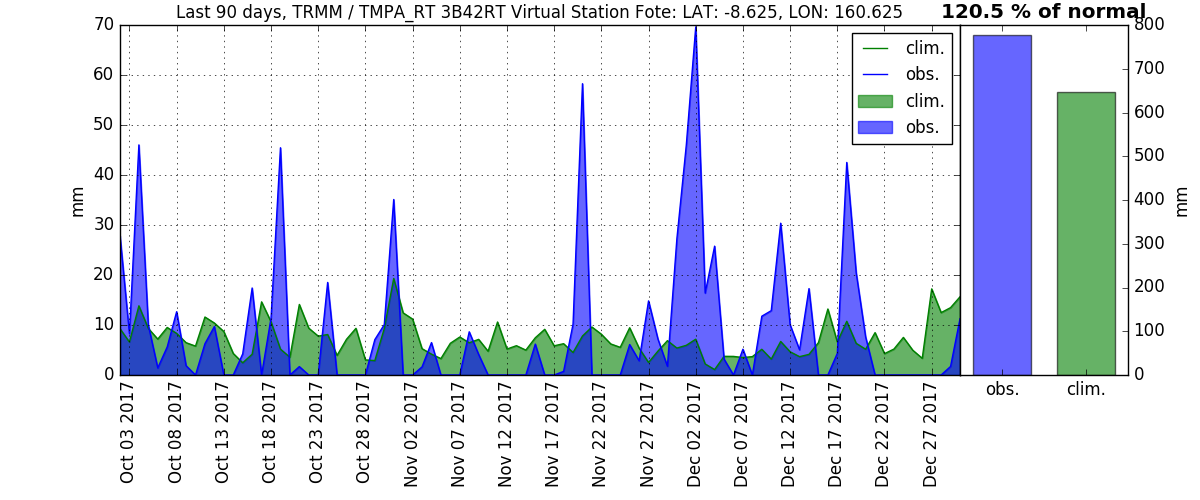 Last 90 days, TRMM / TMPA_RT 3B42RT Virtual Station Fote: LAT: -8.625, LON: 160.625
120.5 % of normal
70
60
50
40
30
20
10
0
mm
clim.
obs.
clim.
obs.
800
700
600
500
400
300
200
100
0
mm
Oct 03 2017
Oct 08 2017
Oct 13 2017
Oct 18 2017
Oct 23 2017
Oct 28 2017
Nov 02 2017
Nov 07 2017
Nov 12 2017
Nov 17 2017
Nov 22 2017
Nov 27 2017
Dec 02 2017
Dec 07 2017
Dec 12 2017
Dec 17 2017
Dec 22 2017
Dec 27 2017
obs.
clim.